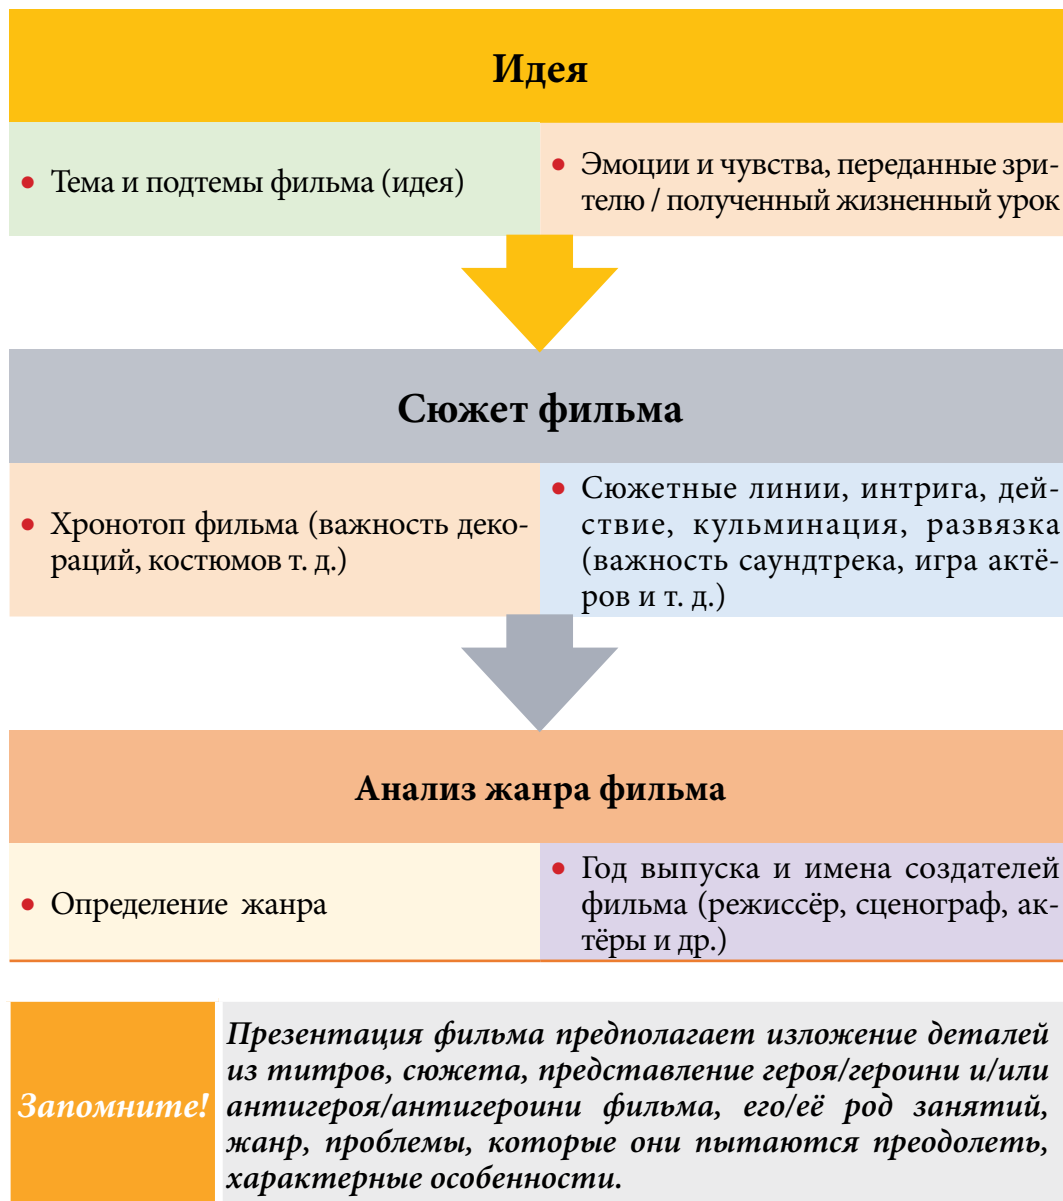 Идея
• Тема и подтемы фильма (идея)
• Эмоции и чувства, переданные зри-
телю / полученный жизненный урок
Сюжет фильма
• Хронотоп фильма (важность деко-
раций, костюмов т. д.)
• Сюжетные линии, интрига, дей-
ствие, кульминация, развязка
(важность саундтрека, игра актё-
ров и т. д.)
Анализ жанра фильма
• Определение жанра
• Год выпуска и имена создателей
фильма (режиссёр, сценограф, ак-
тёры и др.)
Запомните!
Презентация фильма предполагает изложение деталей
из титров, сюжета, представление героя/героини и/или
антигероя/антигероини фильма, его/её род занятий,
жанр, проблемы, которые они пытаются преодолеть,
характерные особенности.